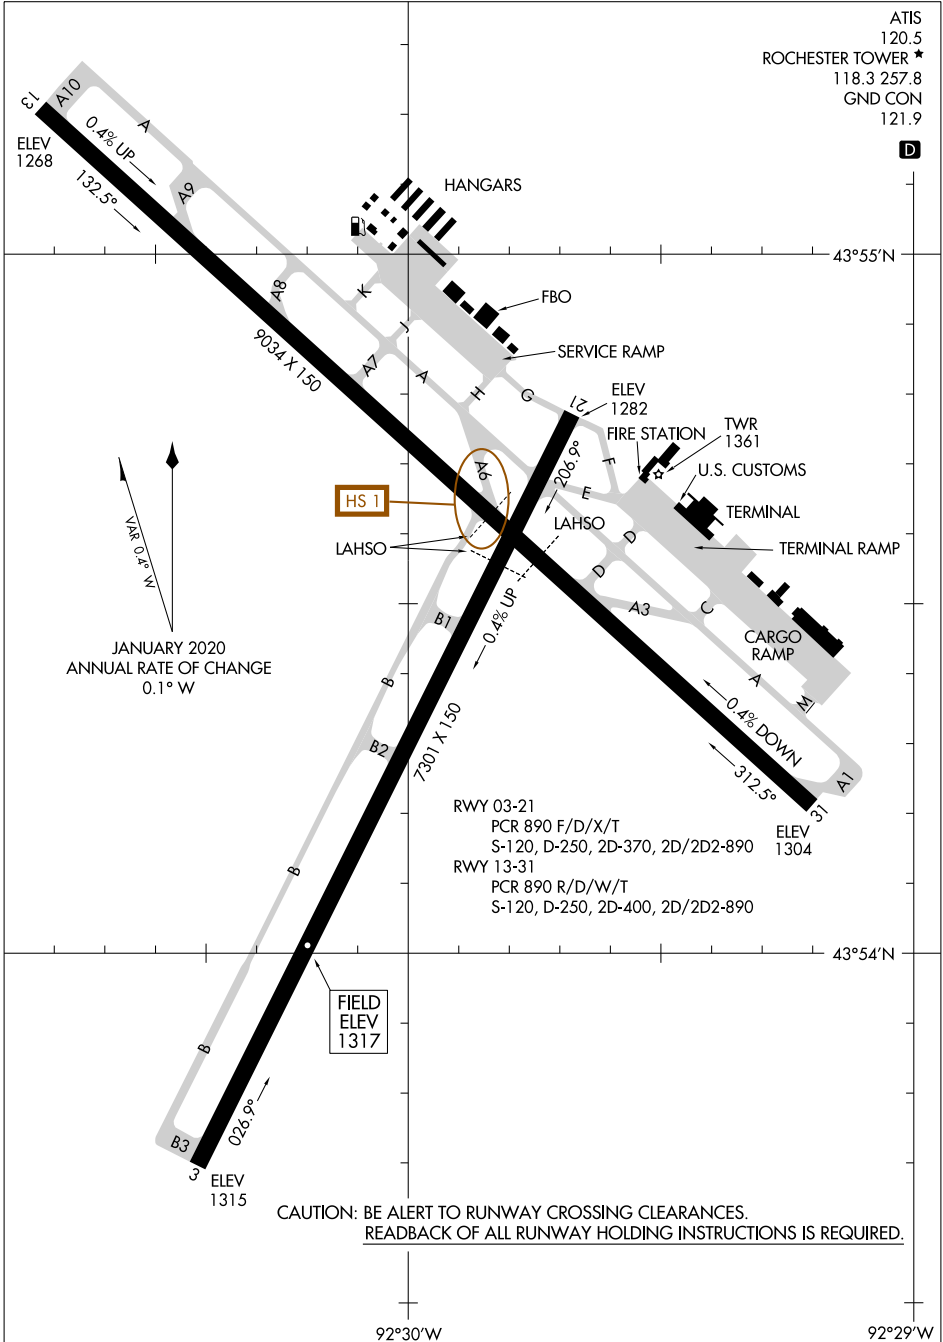 ATIS
120.5
ROCHESTER TOWER ★
118.3 257.8
GND CON
121.9
D
13
A10
A
0.4% UP
ELEV
1268
132.5°
A9
HANGARS
43°55'N
A8
K
FBO
J
9034 X 150
SERVICE RAMP
A7
A
H
G
21
ELEV
1282
TWR
1361
FIRE STATION
F
U.S. CUSTOMS
A6
206.9°
HS 1
E
TERMINAL
LAHSO
LAHSO
D
TERMINAL RAMP
VAR 0.4° W
D
A3
C
B1
0.4% UP
CARGO
RAMP
JANUARY 2020
ANNUAL RATE OF CHANGE
0.1° W
B
A
M
0.4% DOWN
B2
7301 X 150
312.5°
A1
31
ELEV
1304
RWY 03-21
PCR 890 F/D/X/T
S-120, D-250, 2D-370, 2D/2D2-890
RWY 13-31
PCR 890 R/D/W/T
S-120, D-250, 2D-400, 2D/2D2-890
B
43°54'N
FIELD
ELEV
1317
B
026.9°
B3
3
ELEV
1315
CAUTION: BE ALERT TO RUNWAY CROSSING CLEARANCES.
READBACK OF ALL RUNWAY HOLDING INSTRUCTIONS IS REQUIRED.
92°30'W
92°29'W